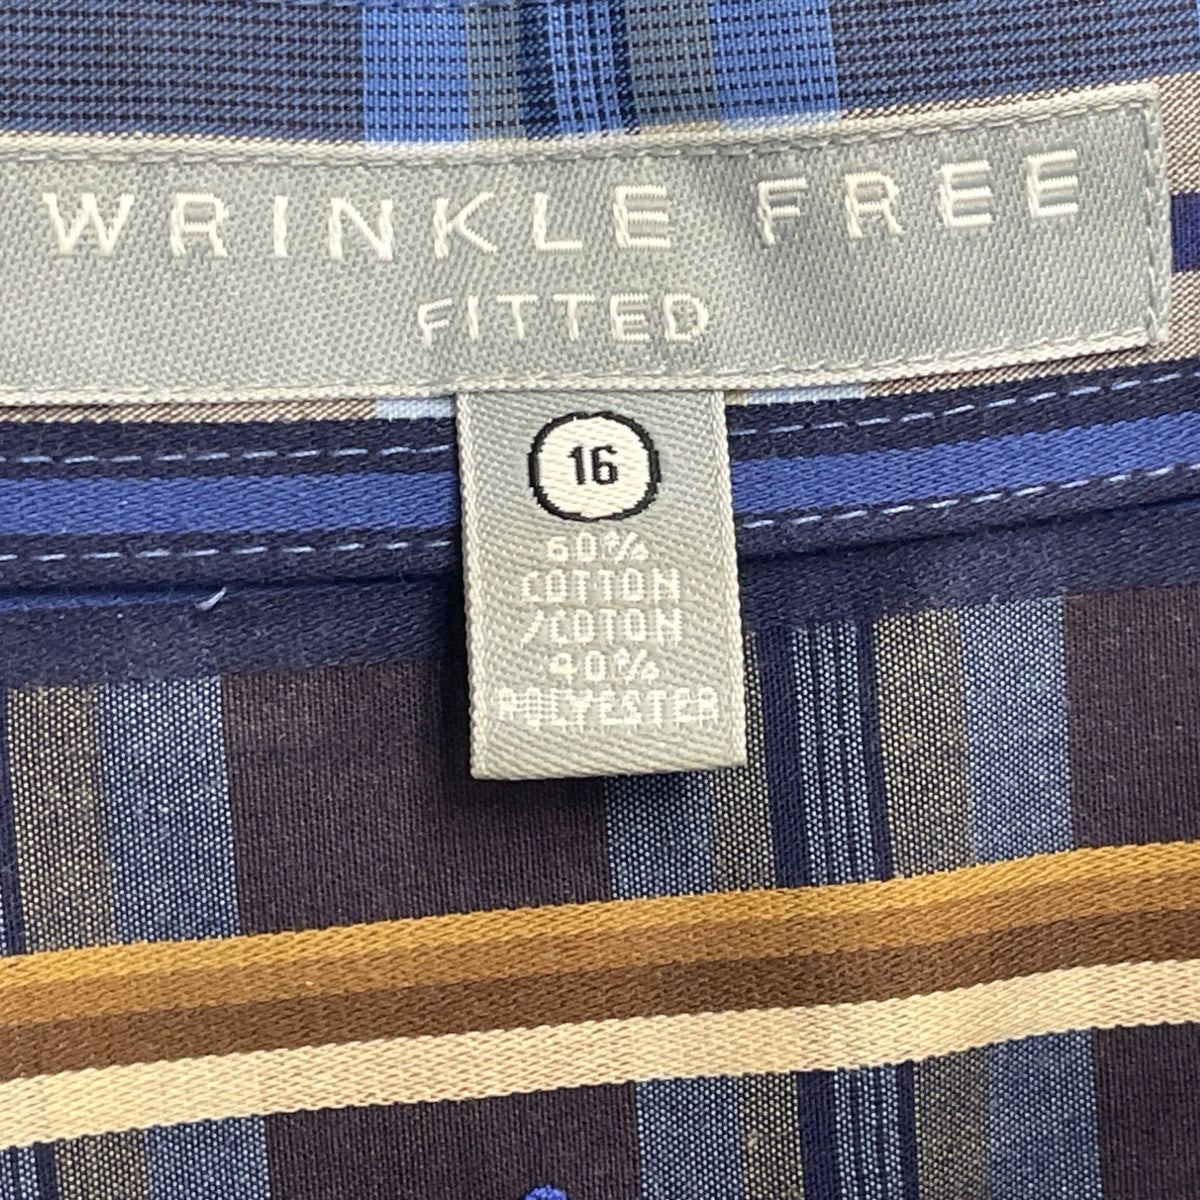 WRINKLE FREE
FITTED
16
60%
COTTON
/COTON
40%
POLYESTER